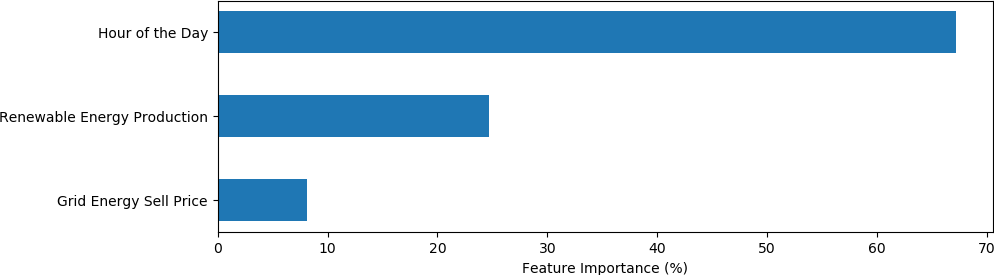 Hour of the Day
Renewable Energy Production
Grid Energy Sell Price
0 10 20 30 40 50 60 70
Feature Importance (%)